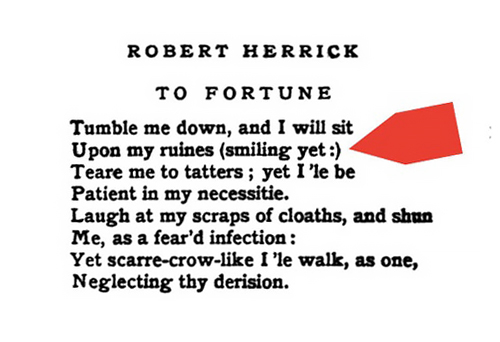 ROBERT HERRICK
TO FORTUNE
Tumble me down, and I will sit
Upon my ruines (smiling yet :)
Teare me to tatters ; yet I 'le be
Patient in my necessitie.
Laugh at my scraps of cloaths, and shun
Me, as a fear'd infection :
Yet scarre-crow-like I 'le walk, as one,
Neglecting thy derision.